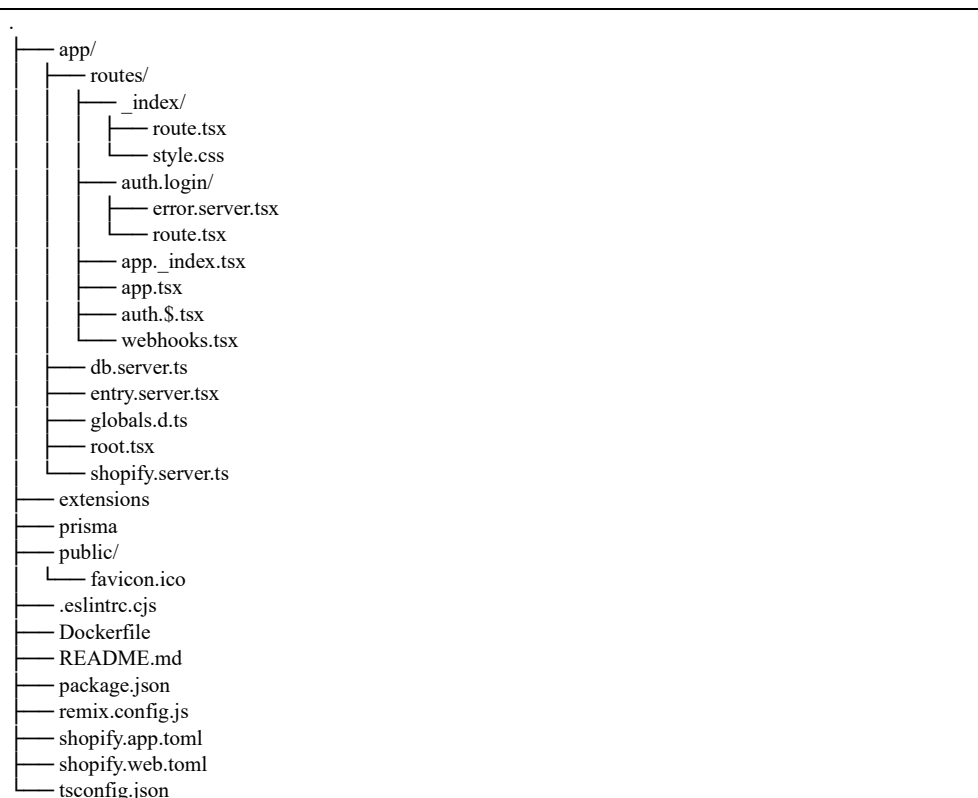 .
├── app/
│   ├── routes/
│   │   ├── _index/
│   │   │   ├── route.tsx
│   │   │   └── style.css
│   │   ├── auth.login/
│   │   │   ├── error.server.tsx
│   │   │   └── route.tsx
│   │   ├── app._index.tsx
│   │   ├── app.tsx
│   │   ├── auth.$.tsx
│   │   └── webhooks.tsx
│   ├── db.server.ts
│   ├── entry.server.tsx
│   ├── globals.d.ts
│   ├── root.tsx
│   └── shopify.server.ts
├── extensions
├── prisma
├── public/
│   └── favicon.ico
├── .eslintrc.cjs
├── Dockerfile
├── README.md
├── package.json
├── remix.config.js
├── shopify.app.toml
├── shopify.web.toml
└── tsconfig.json